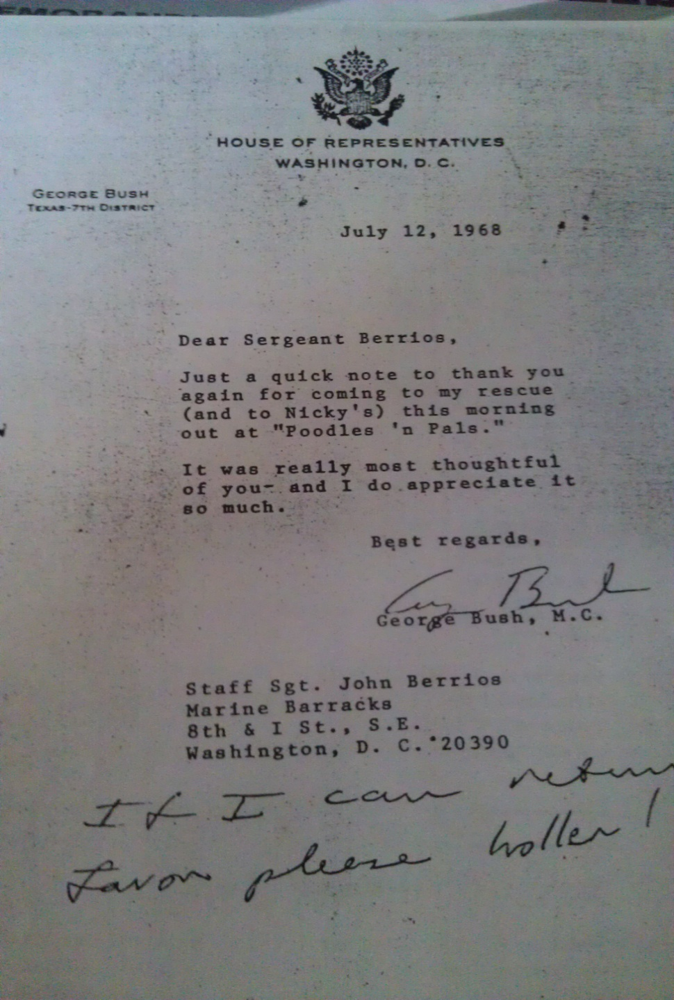 HOUSE OF REPRESENTATIVES
WASHINGTON, D. C.
GEORGE BUSH
TEXAS-7TH DISTRICT
July 12, 1968
Dear Sergeant Berrios,
Just a quick note to thank you
again for coming to my rescue
(and to Nicky's) this morning
out at "Poodles 'n Pals."
It was really most thoughtful
of you- and I do appreciate it
so much.
Best regards,
George Bush
George Bush, M.C.
Staff Sgt. John Berrios
Marine Barracks
8th & I St., S.E.
Washington, D. C. 20390
If I can return
favor please holler!